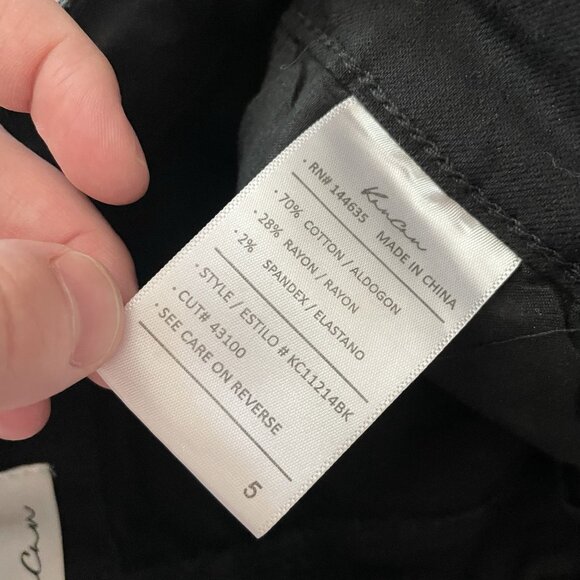 KanCan
· RN# 144635 MADE IN CHINA
· 70% COTTON / ALDOGON
· 28% RAYON / RAYON
· 2% SPANDEX / ELASTANO
· STYLE / ESTILO # KC11214BK
· CUT# 43100
· SEE CARE ON REVERSE
5
Can